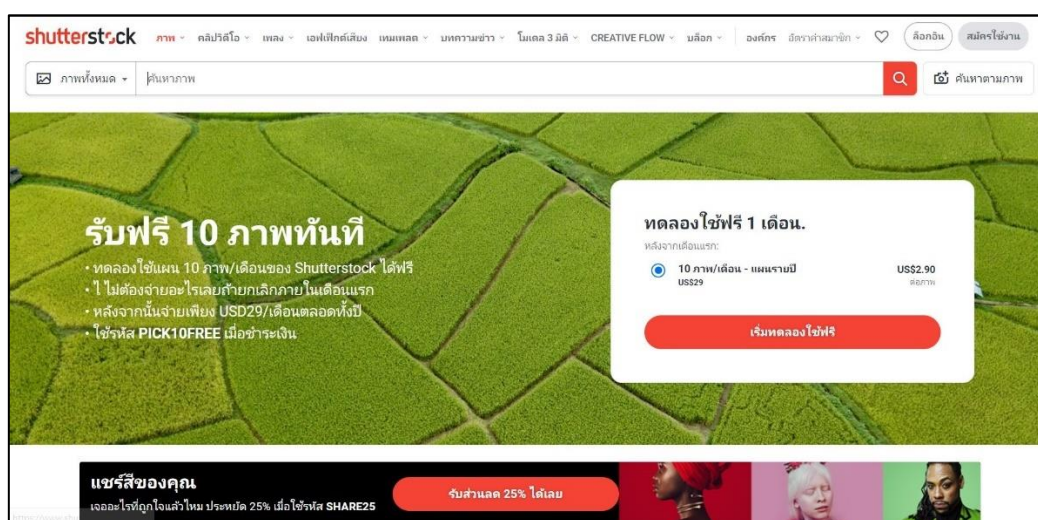 shutterstock ภาพ คลิปวิดีโอ เพลง เอฟเฟ็กต์เสียง เทมเพลต บทความข่าว โมเดล 3 มิติ CREATIVE FLOW บล็อก องค์กร อัตราค่าสมาชิก ล็อกอิน สมัครใช้งาน
ภาพทั้งหมด ค้นหาภาพ ค้นหาตามภาพ
รับฟรี 10 ภาพทันที
• ทดลองใช้แผน 10 ภาพ/เดือนของ Shutterstock ได้ฟรี
• ไ ไม่ต้องจ่ายอะไรเลยถ้ายกเลิกภายในเดือนแรก
• หลังจากนั้นจ่ายเพียง USD29/เดือนตลอดทั้งปี
• ใช้รหัส PICK10FREE เมื่อชำระเงิน
ทดลองใช้ฟรี 1 เดือน.
หลังจากเดือนแรก:
10 ภาพ/เดือน - แผนรายปี US$2.90
US$29 ต่อภาพ
เริ่มทดลองใช้ฟรี
แชร์สีของคุณ
เจออะไรที่ถูกใจแล้วไหม ประหยัด 25% เมื่อใช้รหัส SHARE25
รับส่วนลด 25% ได้เลย